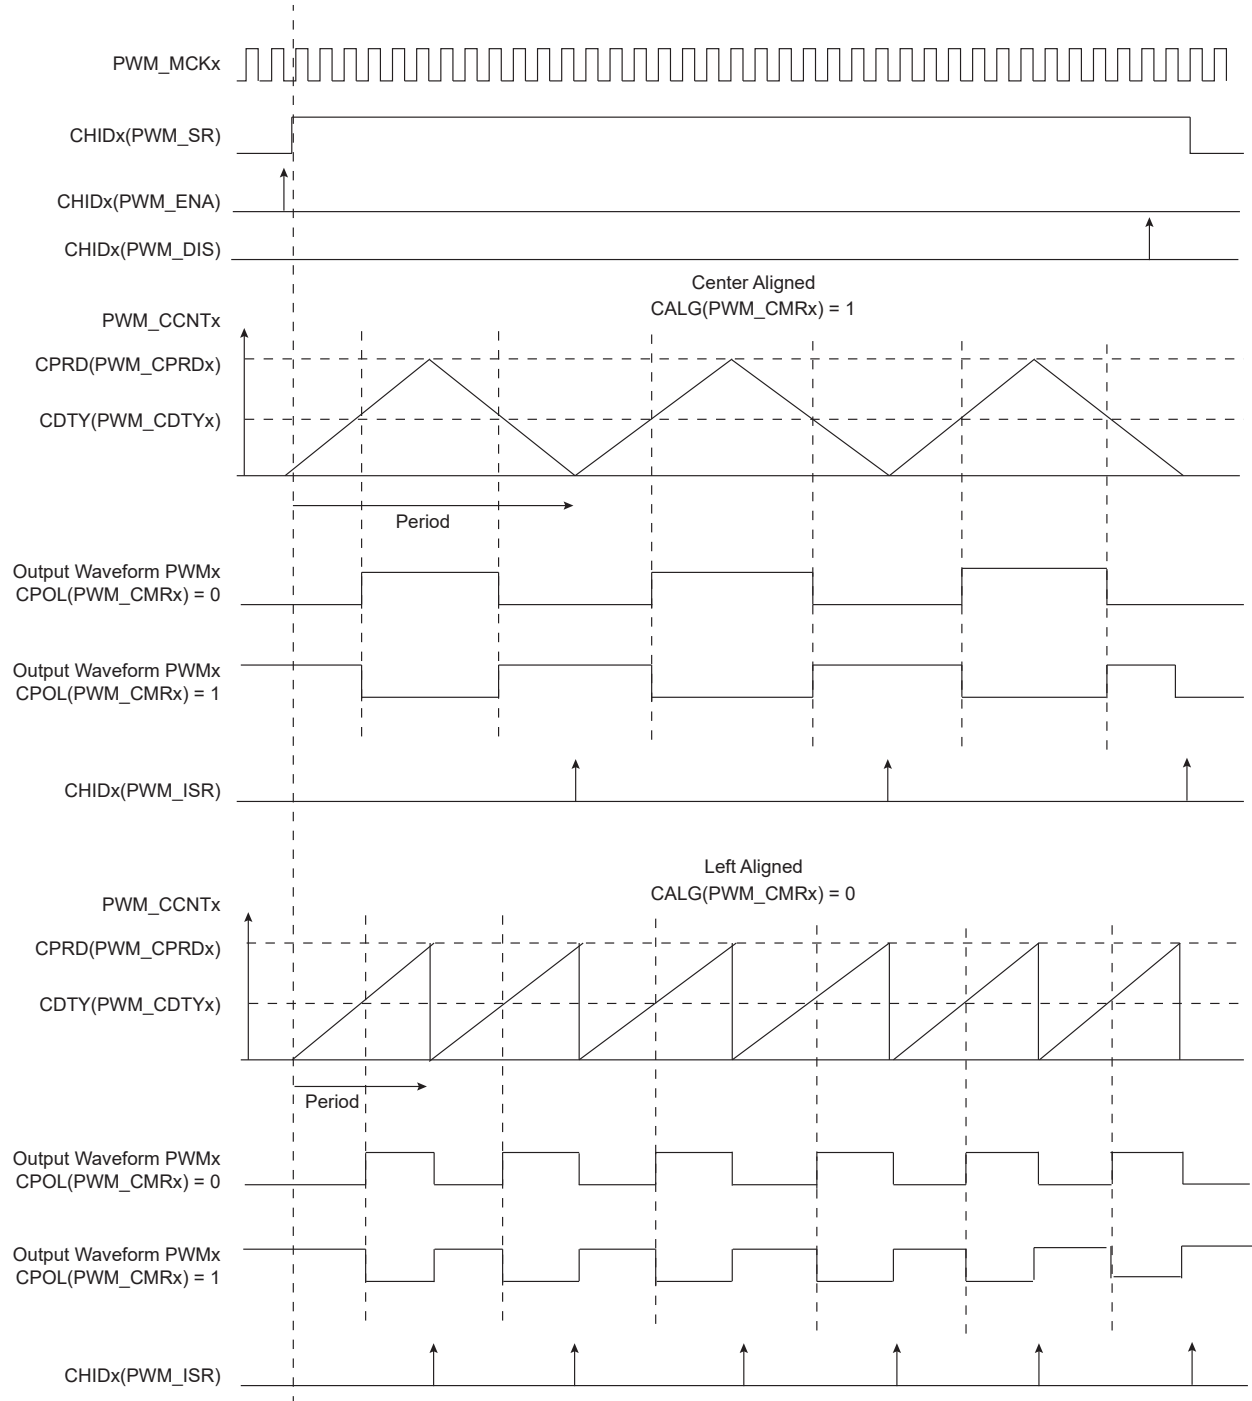 PWM_MCKx
CHIDx(PWM_SR)
CHIDx(PWM_ENA)
CHIDx(PWM_DIS)
Center Aligned
CALG(PWM_CMRx) = 1
PWM_CCNTx
CPRD(PWM_CPRDx)
CDTY(PWM_CDTYx)
Period
Output Waveform PWMx
CPOL(PWM_CMRx) = 0
Output Waveform PWMx
CPOL(PWM_CMRx) = 1
CHIDx(PWM_ISR)
Left Aligned
CALG(PWM_CMRx) = 0
PWM_CCNTx
CPRD(PWM_CPRDx)
CDTY(PWM_CDTYx)
Period
Output Waveform PWMx
CPOL(PWM_CMRx) = 0
Output Waveform PWMx
CPOL(PWM_CMRx) = 1
CHIDx(PWM_ISR)